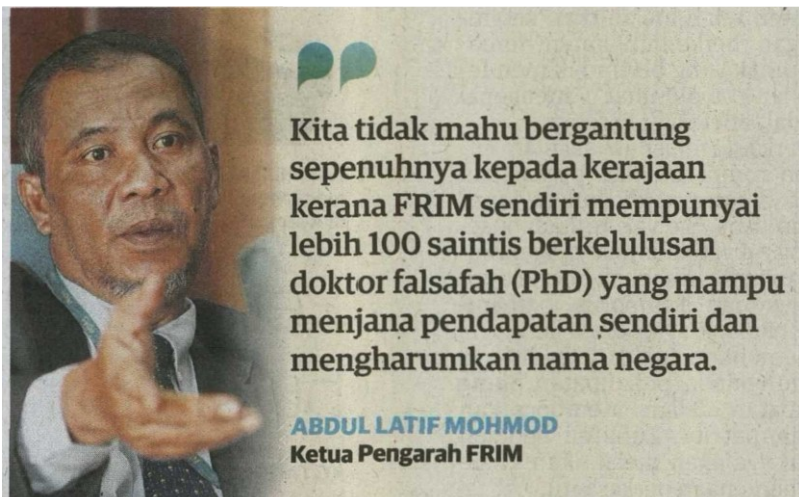 Kita tidak mahu bergantung
sepenuhnya kepada kerajaan
kerana FRIM sendiri mempunyai
lebih 100 saintis berkelulusan
doktor falsafah (PhD) yang mampu
menjana pendapatan sendiri dan
mengharumkan nama negara.
ABDUL LATIF MOHMOD
Ketua Pengarah FRIM